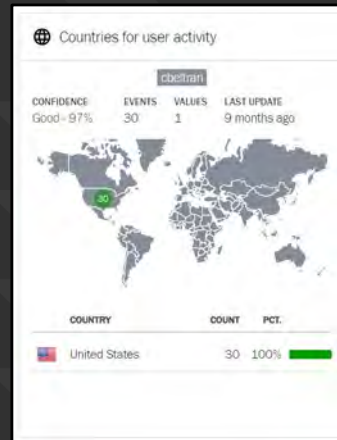 Countries for user activity
cbeltran
CONFIDENCE EVENTS VALUES LAST UPDATE
Good - 97% 30 1 9 months ago
30
COUNTRY COUNT PCT.
United States 30 100%